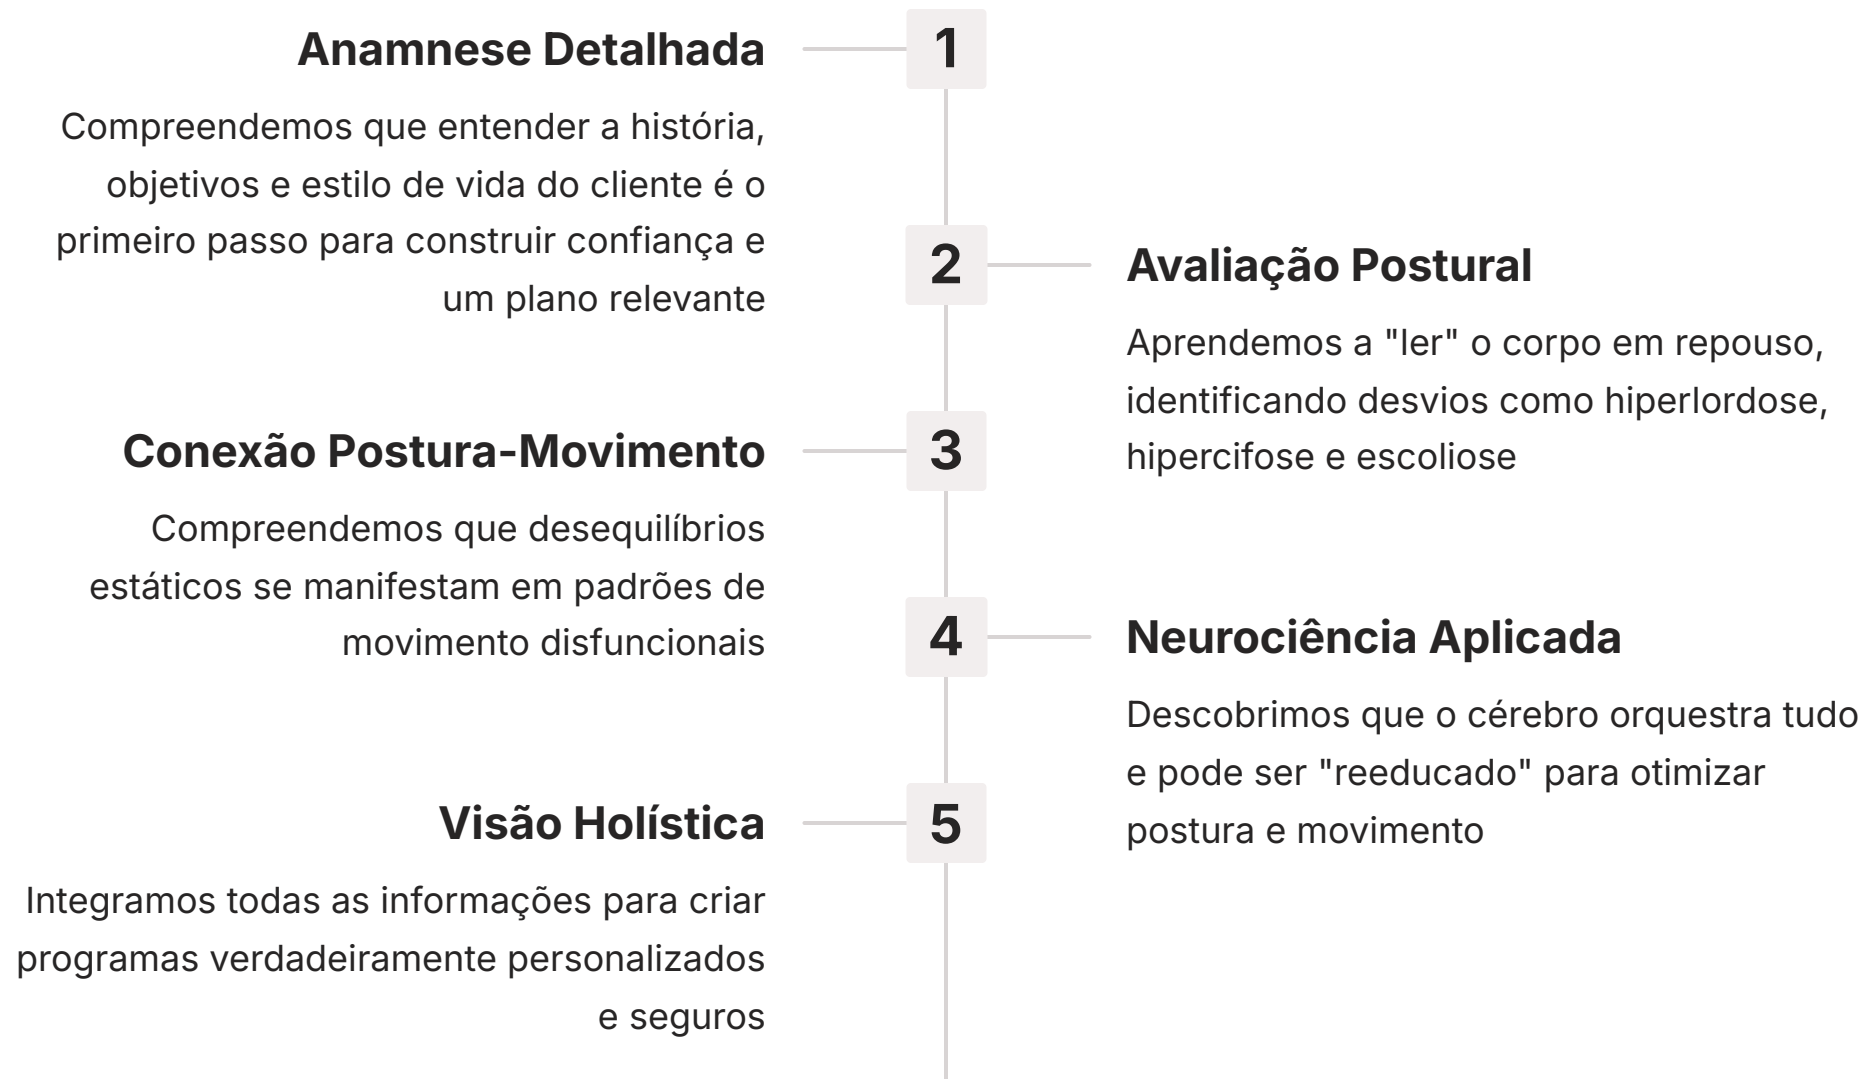 1
Anamnese Detalhada
Compreendemos que entender a história,
objetivos e estilo de vida do cliente é o
primeiro passo para construir confiança e
um plano relevante
2
Avaliação Postural
Aprendemos a "ler" o corpo em repouso,
identificando desvios como hiperlordose,
hipercifose e escoliose
3
Conexão Postura-Movimento
Compreendemos que desequilíbrios
estáticos se manifestam em padrões de
movimento disfuncionais
4
Neurociência Aplicada
Descobrimos que o cérebro orquestra tudo
e pode ser "reeducado" para otimizar
postura e movimento
5
Visão Holística
Integramos todas as informações para criar
programas verdadeiramente personalizados
e seguros